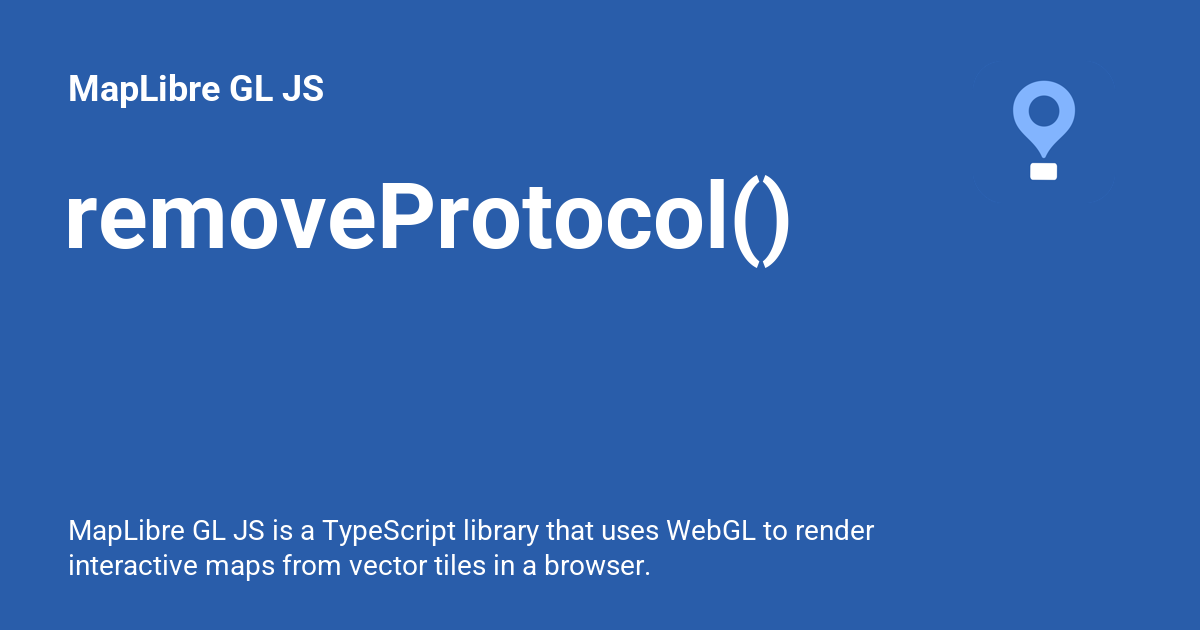 MapLibre GL JS
removeProtocol()
MapLibre GL JS is a TypeScript library that uses WebGL to render
interactive maps from vector tiles in a browser.